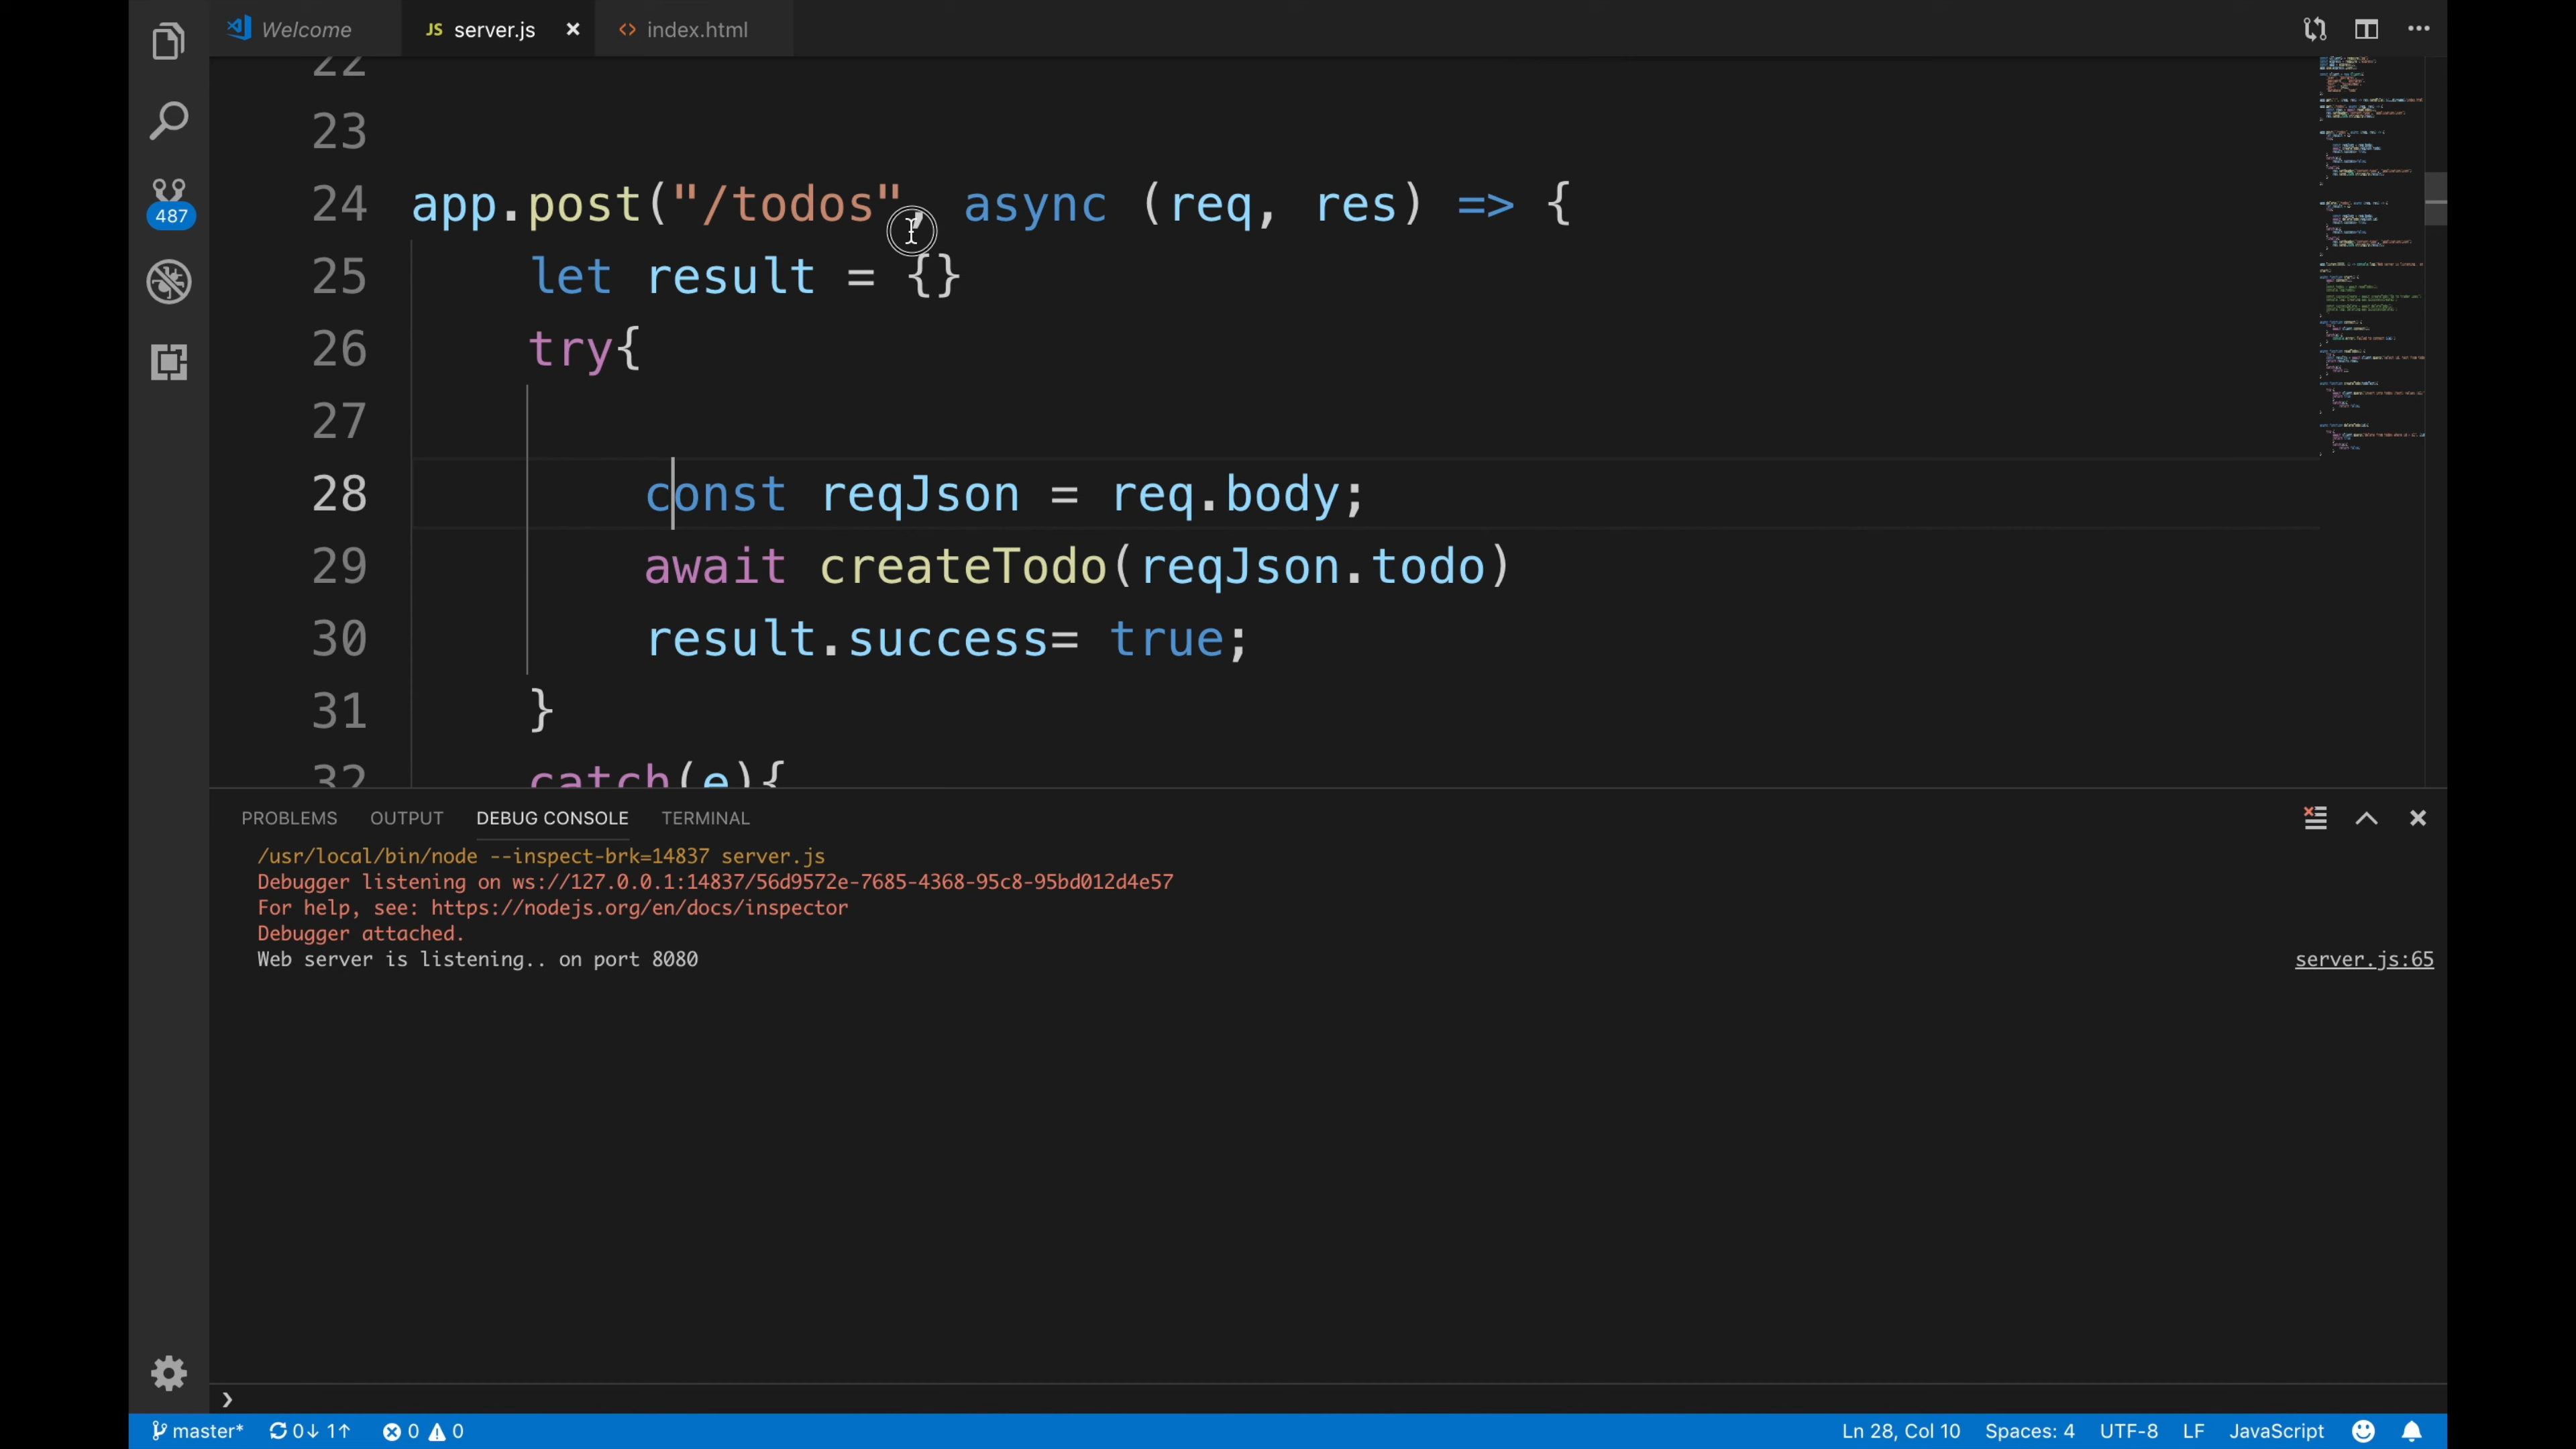 Welcome
JS server.js
index.html
22
23
24 app.post("/todos", async (req, res) => {
25 let result = {}
26 try{
27
28 const reqJson = req.body;
29 await createTodo(reqJson.todo)
30 result.success= true;
31 }
32 catch(e){
487
PROBLEMS OUTPUT DEBUG CONSOLE TERMINAL
/usr/local/bin/node --inspect-brk=14837 server.js
Debugger listening on ws://127.0.0.1:14837/56d9572e-7685-4368-95c8-95bd012d4e57
For help, see: https://nodejs.org/en/docs/inspector
Debugger attached.
Web server is listening.. on port 8080 server.js:65
master* 0↓ 1↑ 0 0 Ln 28, Col 10 Spaces: 4 UTF-8 LF JavaScript